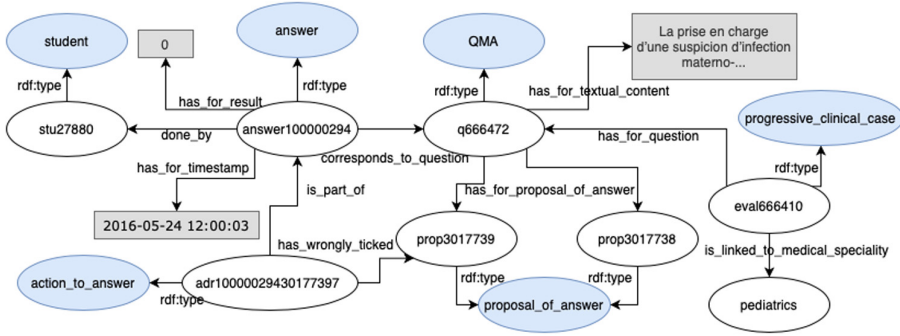 student
0
answer
QMA
La prise en charge
d'une suspicion d'infection
materno-...
rdf:type
rdf:type
rdf:type
has_for_result
has_for_textual_content
progressive_clinical_case
stu27880
done_by
answer100000294
q666472
has_for_question
corresponds_to_question
has_for_timestamp
rdf:type
is_part_of
has_for_proposal_of_answer
eval666410
2016-05-24 12:00:03
has_wrongly_ticked
prop3017739
prop3017738
is_linked_to_medical_speciality
action_to_answer
rdf:type
adr10000029430177397
rdf:type
rdf:type
proposal_of_answer
pediatrics